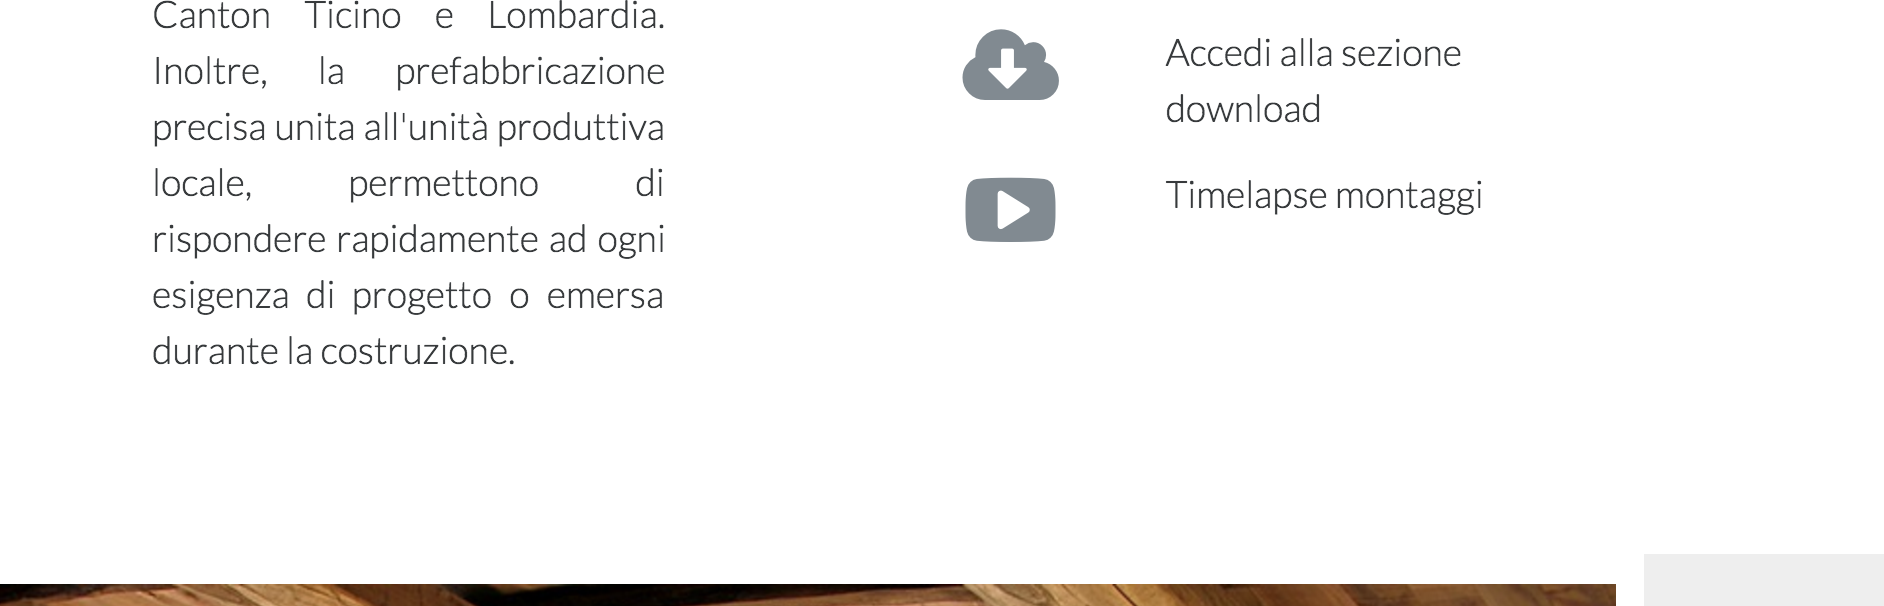 Canton Ticino e Lombardia.
Inoltre, la prefabbricazione
precisa unita all'unità produttiva
locale, permettono di
rispondere rapidamente ad ogni
esigenza di progetto o emersa
durante la costruzione.
Accedi alla sezione
download
Timelapse montaggi